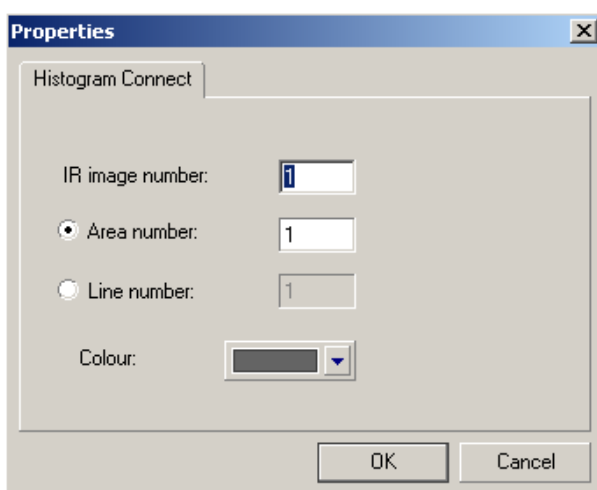 Properties
Histogram Connect
IR image number: 1
Area number: 1
Line number: 1
Colour:
OK Cancel